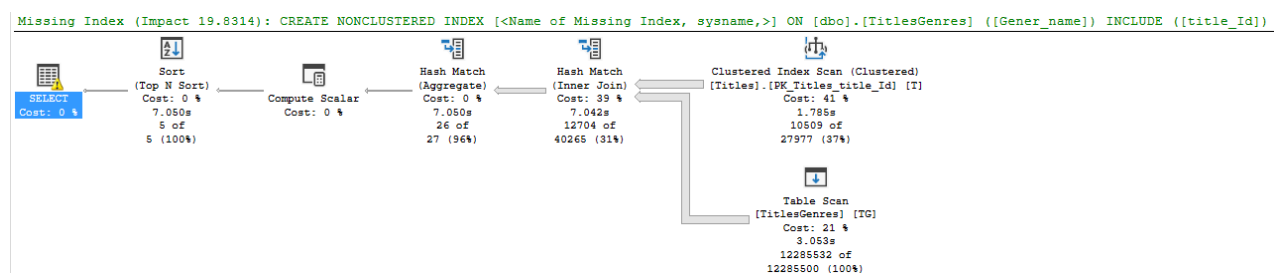 Missing Index (Impact 19.8314): CREATE NONCLUSTERED INDEX [<Name of Missing Index, sysname,>] ON [dbo].[TitlesGenres] ([Gener_name]) INCLUDE ([title_Id])
SELECT
Cost: 0 %
Sort
(Top N Sort)
Cost: 0 %
7.050s
5 of
5 (100%)
Compute Scalar
Cost: 0 %
Hash Match
(Aggregate)
Cost: 0 %
7.050s
26 of
27 (96%)
Hash Match
(Inner Join)
Cost: 39 %
7.042s
12704 of
40265 (31%)
Clustered Index Scan (Clustered)
[Titles].[PK_Titles_title_Id] [T]
Cost: 41 %
1.785s
10509 of
27977 (37%)
Table Scan
[TitlesGenres] [TG]
Cost: 21 %
3.053s
12285532 of
12285500 (100%)